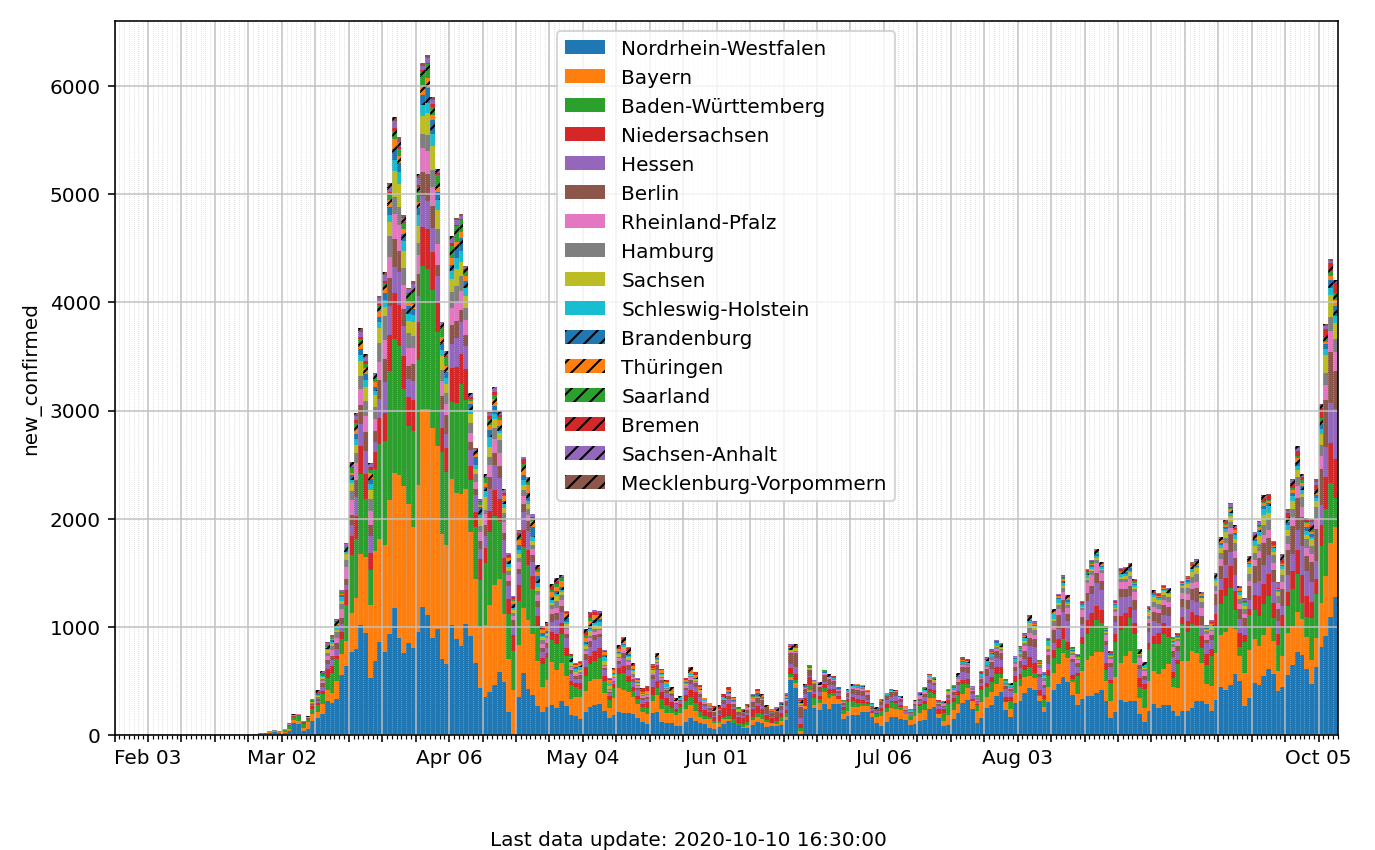 6000
5000
4000
3000
2000
1000
0
new_confirmed
Nordrhein-Westfalen
Bayern
Baden-Württemberg
Niedersachsen
Hessen
Berlin
Rheinland-Pfalz
Hamburg
Sachsen
Schleswig-Holstein
Brandenburg
Thüringen
Saarland
Bremen
Sachsen-Anhalt
Mecklenburg-Vorpommern
Feb 03 Mar 02 Apr 06 May 04 Jun 01 Jul 06 Aug 03 Oct 05
Last data update: 2020-10-10 16:30:00